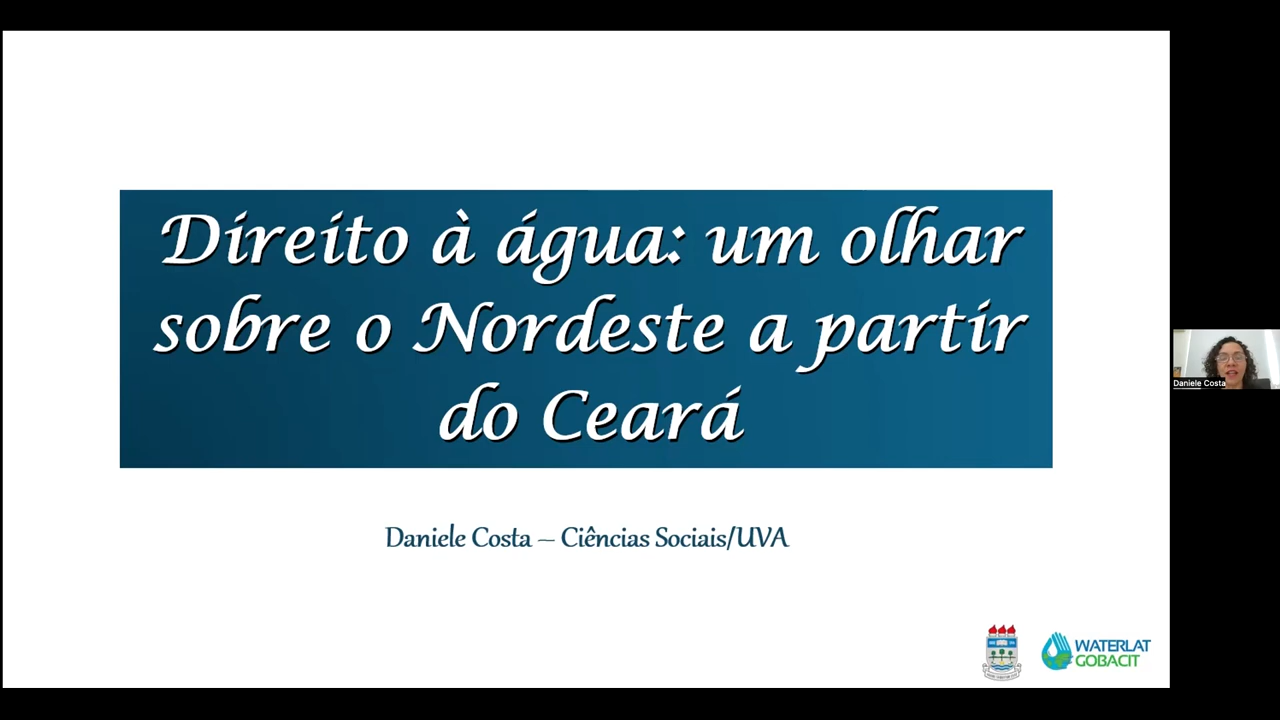 Direito à água: um olhar
sobre o Nordeste a partir
do Ceará
Daniele Costa – Ciências Sociais/UVA
WATERLAT
GOBACIT
Daniele Costa